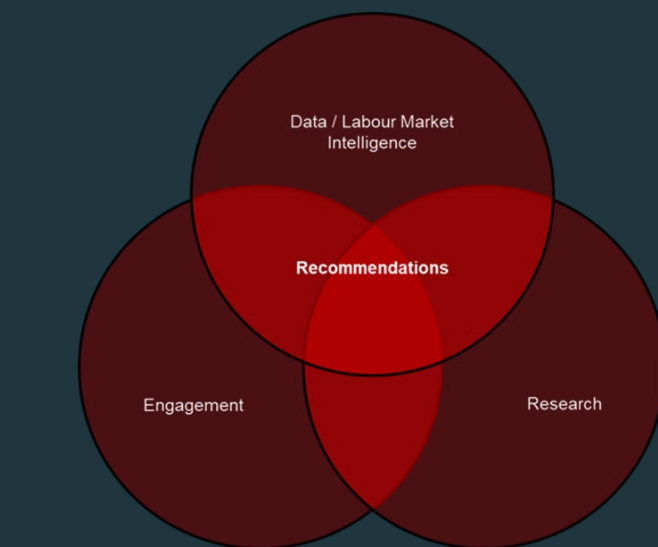 Data / Labour Market
Intelligence
Recommendations
Engagement
Research